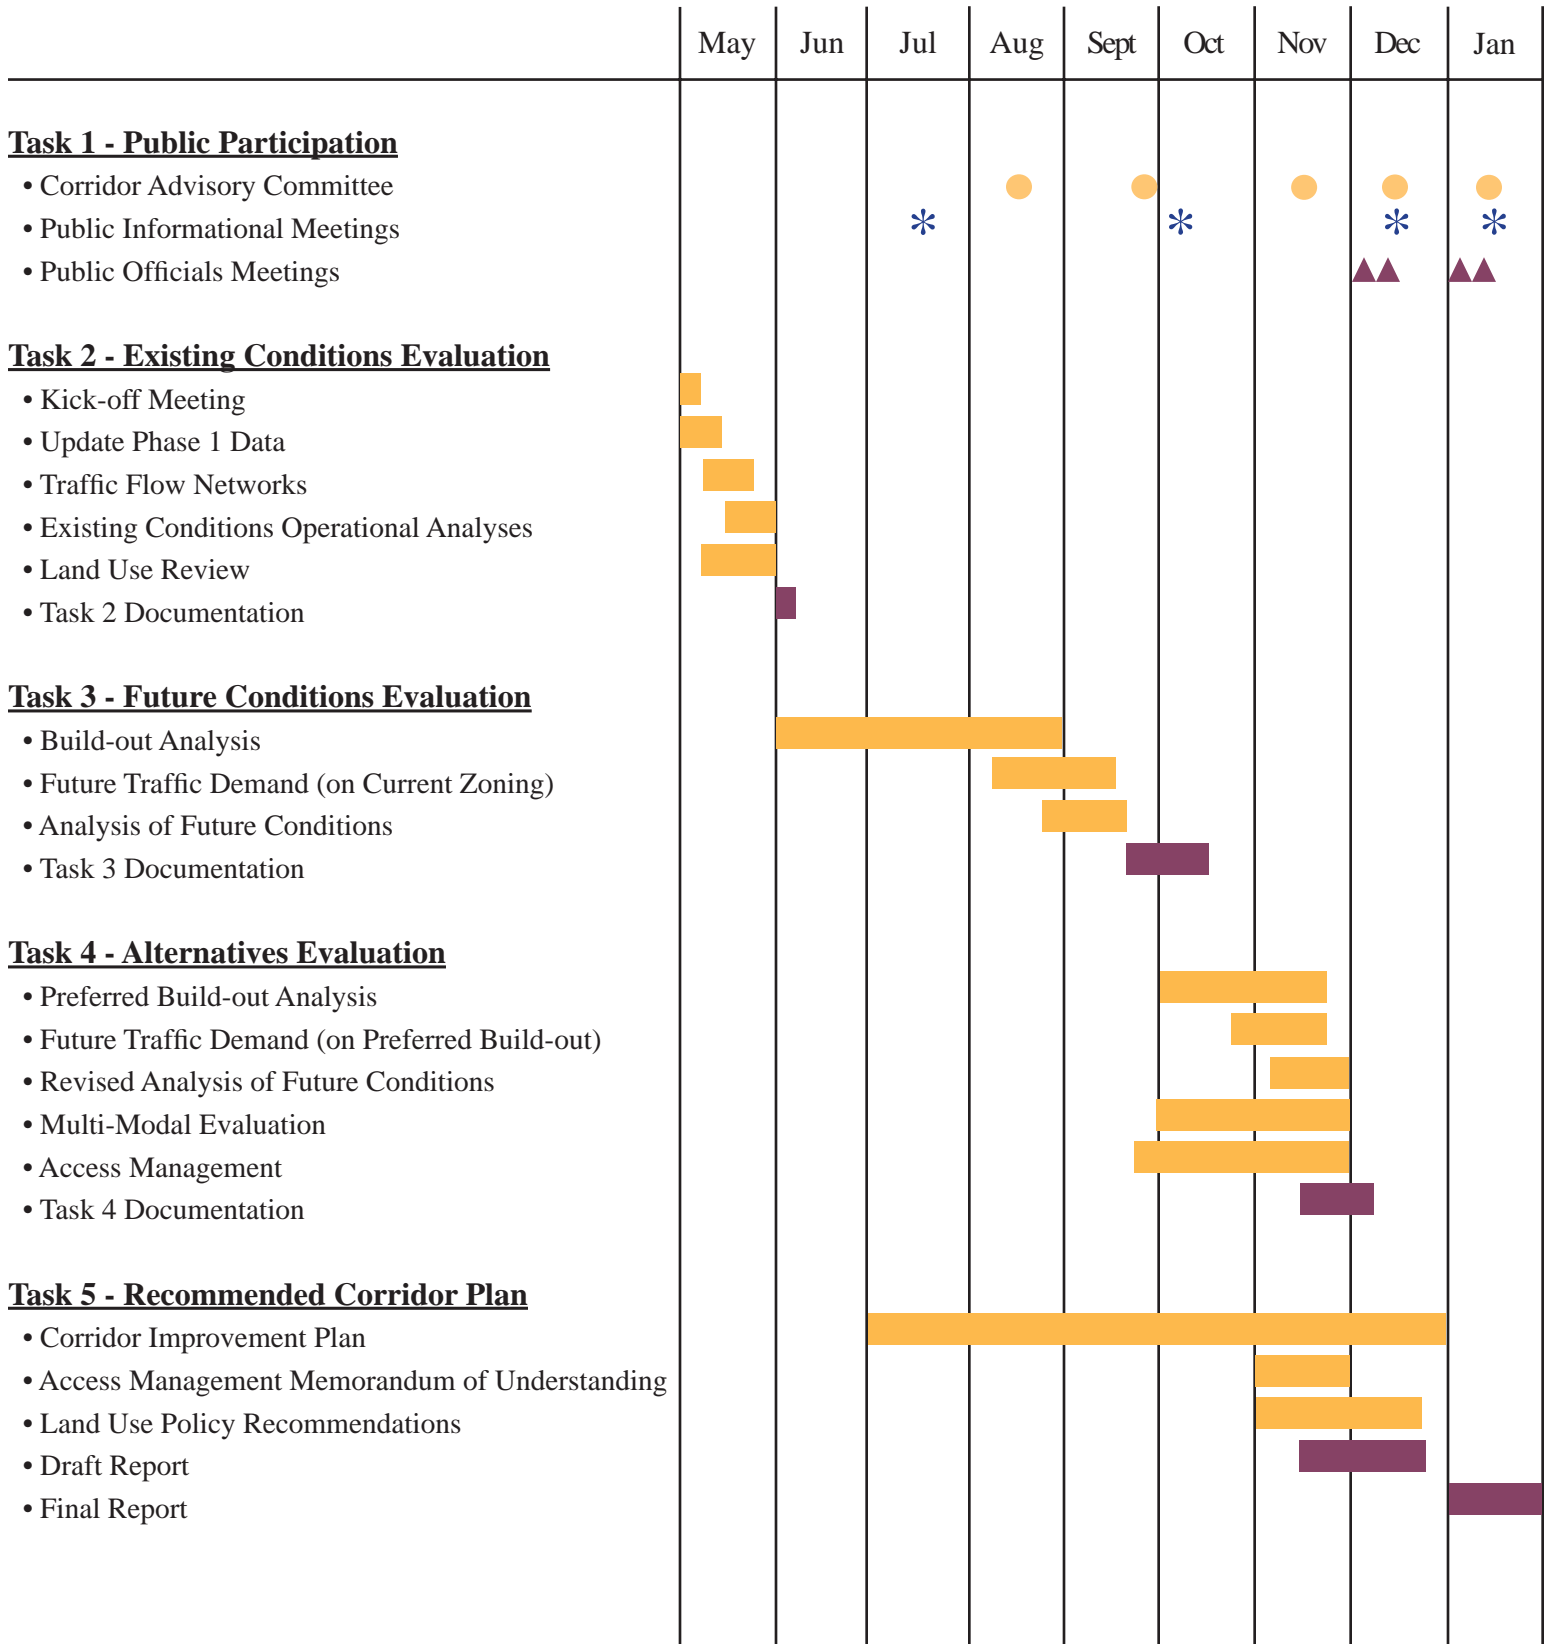 May Jun Jul Aug Sept Oct Nov Dec Jan
Task 1 - Public Participation
• Corridor Advisory Committee
• Public Informational Meetings
• Public Officials Meetings
Task 2 - Existing Conditions Evaluation
• Kick-off Meeting
• Update Phase 1 Data
• Traffic Flow Networks
• Existing Conditions Operational Analyses
• Land Use Review
• Task 2 Documentation
Task 3 - Future Conditions Evaluation
• Build-out Analysis
• Future Traffic Demand (on Current Zoning)
• Analysis of Future Conditions
• Task 3 Documentation
Task 4 - Alternatives Evaluation
• Preferred Build-out Analysis
• Future Traffic Demand (on Preferred Build-out)
• Revised Analysis of Future Conditions
• Multi-Modal Evaluation
• Access Management
• Task 4 Documentation
Task 5 - Recommended Corridor Plan
• Corridor Improvement Plan
• Access Management Memorandum of Understanding
• Land Use Policy Recommendations
• Draft Report
• Final Report